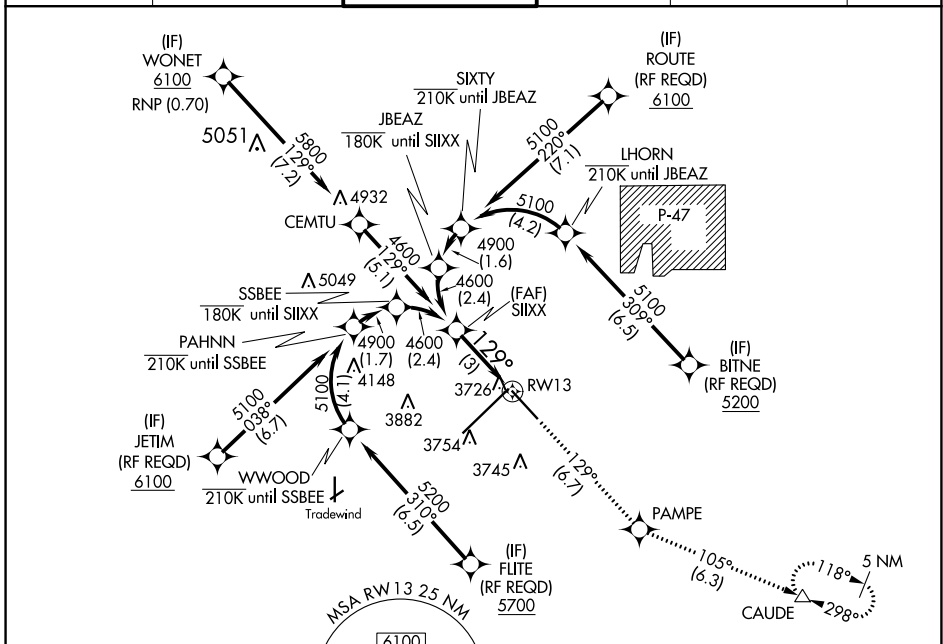 (IF)
WONET
6100
RNP (0.70)
5051
5800
129°
(7.2)
4932
CEMTU
4600
129°
(5.1)
JBEAZ
180K until SIIXX
SIXTY
210K until JBEAZ
(IF)
ROUTE
(RF REQD)
6100
5100
220°
(7.1)
LHORN
210K until JBEAZ
P-47
5100
(4.2)
4900
(1.6)
4600
(2.4)
5049
SSBEE
180K until SIIXX
PAHNN
210K until SSBEE
4900
(1.7)
4600
(2.4)
(FAF)
SIIXX
129°
(3)
5100
309°
(6.5)
(IF)
BITNE
(RF REQD)
5200
5100
(4.1)
4148
3882
3726
RW13
3754
3745
5100
038°
(6.7)
(IF)
JETIM
(RF REQD)
6100
WWOOD
210K until SSBEE
Tradewind
5200
310°
(6.5)
(IF)
FLITE
(RF REQD)
5700
129°
(6.7)
PAMPE
105°
(6.3)
CAUDE
118°
298°
5 NM
MSA RW13 25 NM
6100